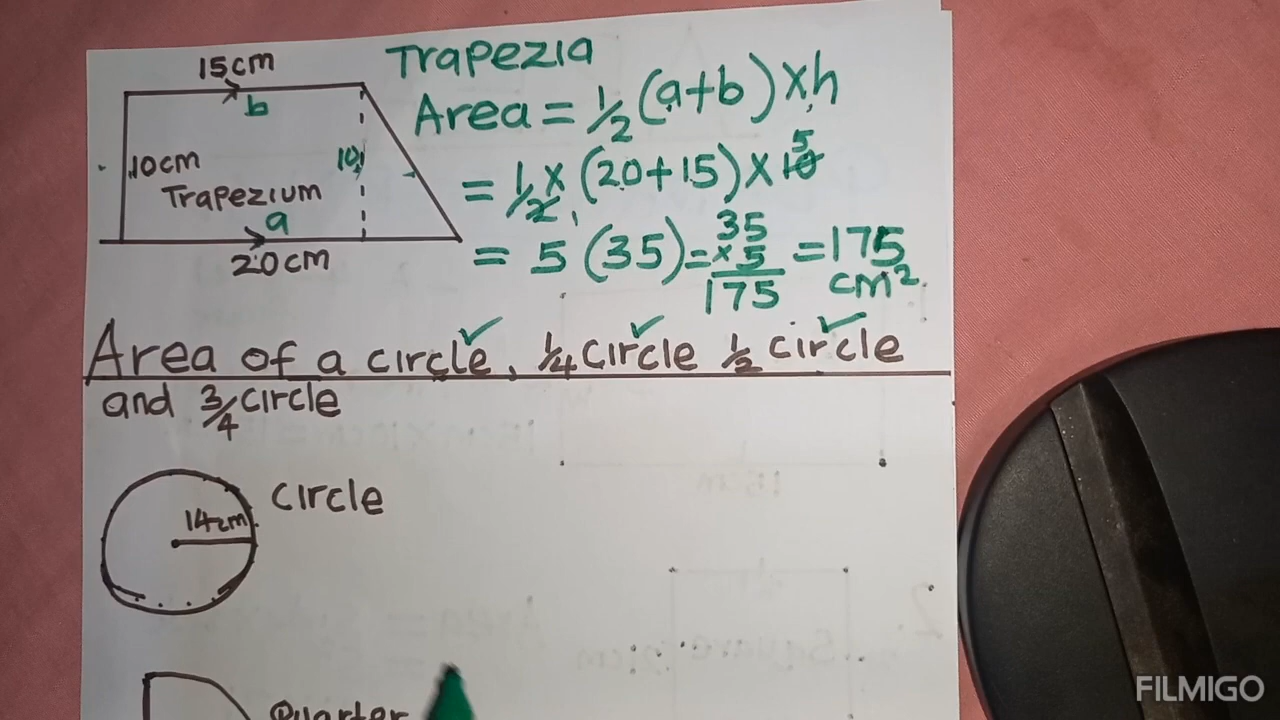 15cm
b
10cm
10
Trapezium
a
20cm
Trapezia
Area = 1/2 (a+b) x h
= 1/2 x (20+15) x 10 5
1
= 5 (35) = 35 x 5 175 = 175 cm².
Area of a circle, 1/4 circle 1/2 circle
and 3/4 circle
14cm
circle
Quarter
FILMIGO